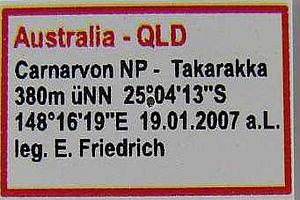 Australia - QLD
Carnarvon NP - Takarakka
380m üNN 25°04'13"S
148°16'19"E 19.01.2007 a.L.
leg. E. Friedrich